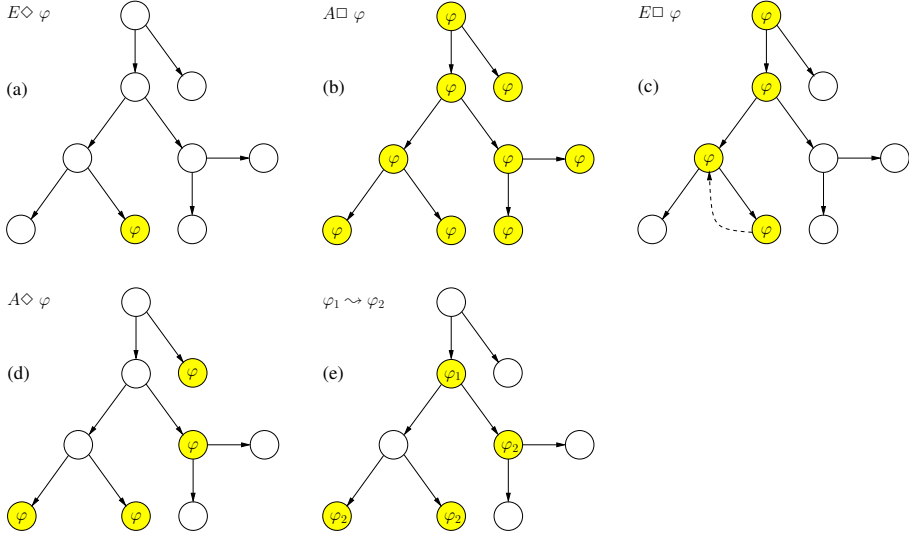 E◇ φ
(a)
φ
A□ φ
(b)
φ
φ φ
φ φ φ
φ φ φ
E□ φ
(c)
φ
φ
φ
φ
A◇ φ
(d)
φ
φ
φ φ
φ₁ ⇝ φ₂
(e)
φ₁
φ₂
φ₂ φ₂